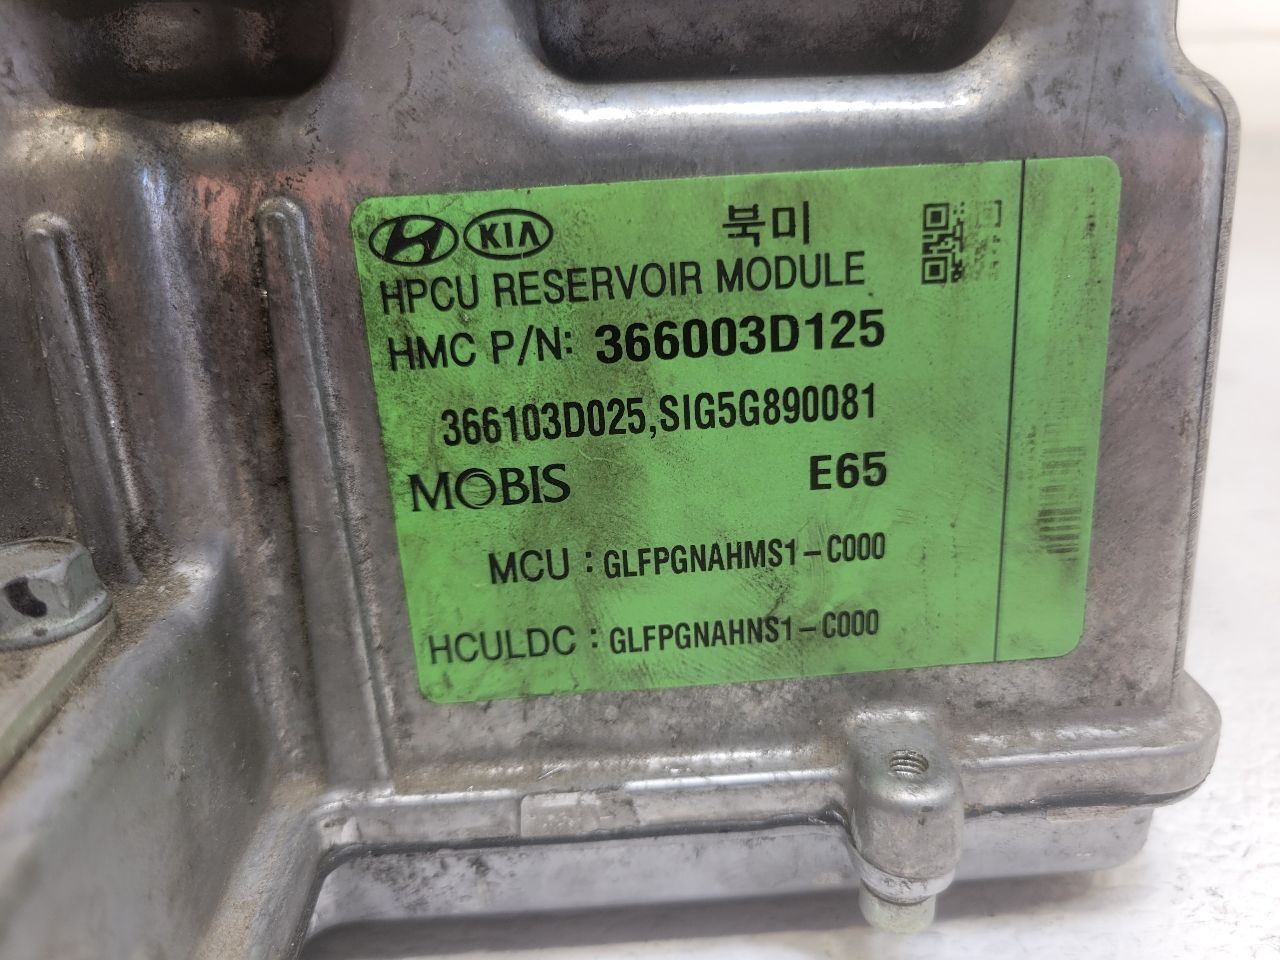 KIA 북미
HPCU RESERVOIR MODULE
HMC P/N: 366003D125
366103D025,SIG5G890081
MOBIS E65
MCU : GLFPGNAHMS1-C000
HCULDC : GLFPGNAHNS1-C000